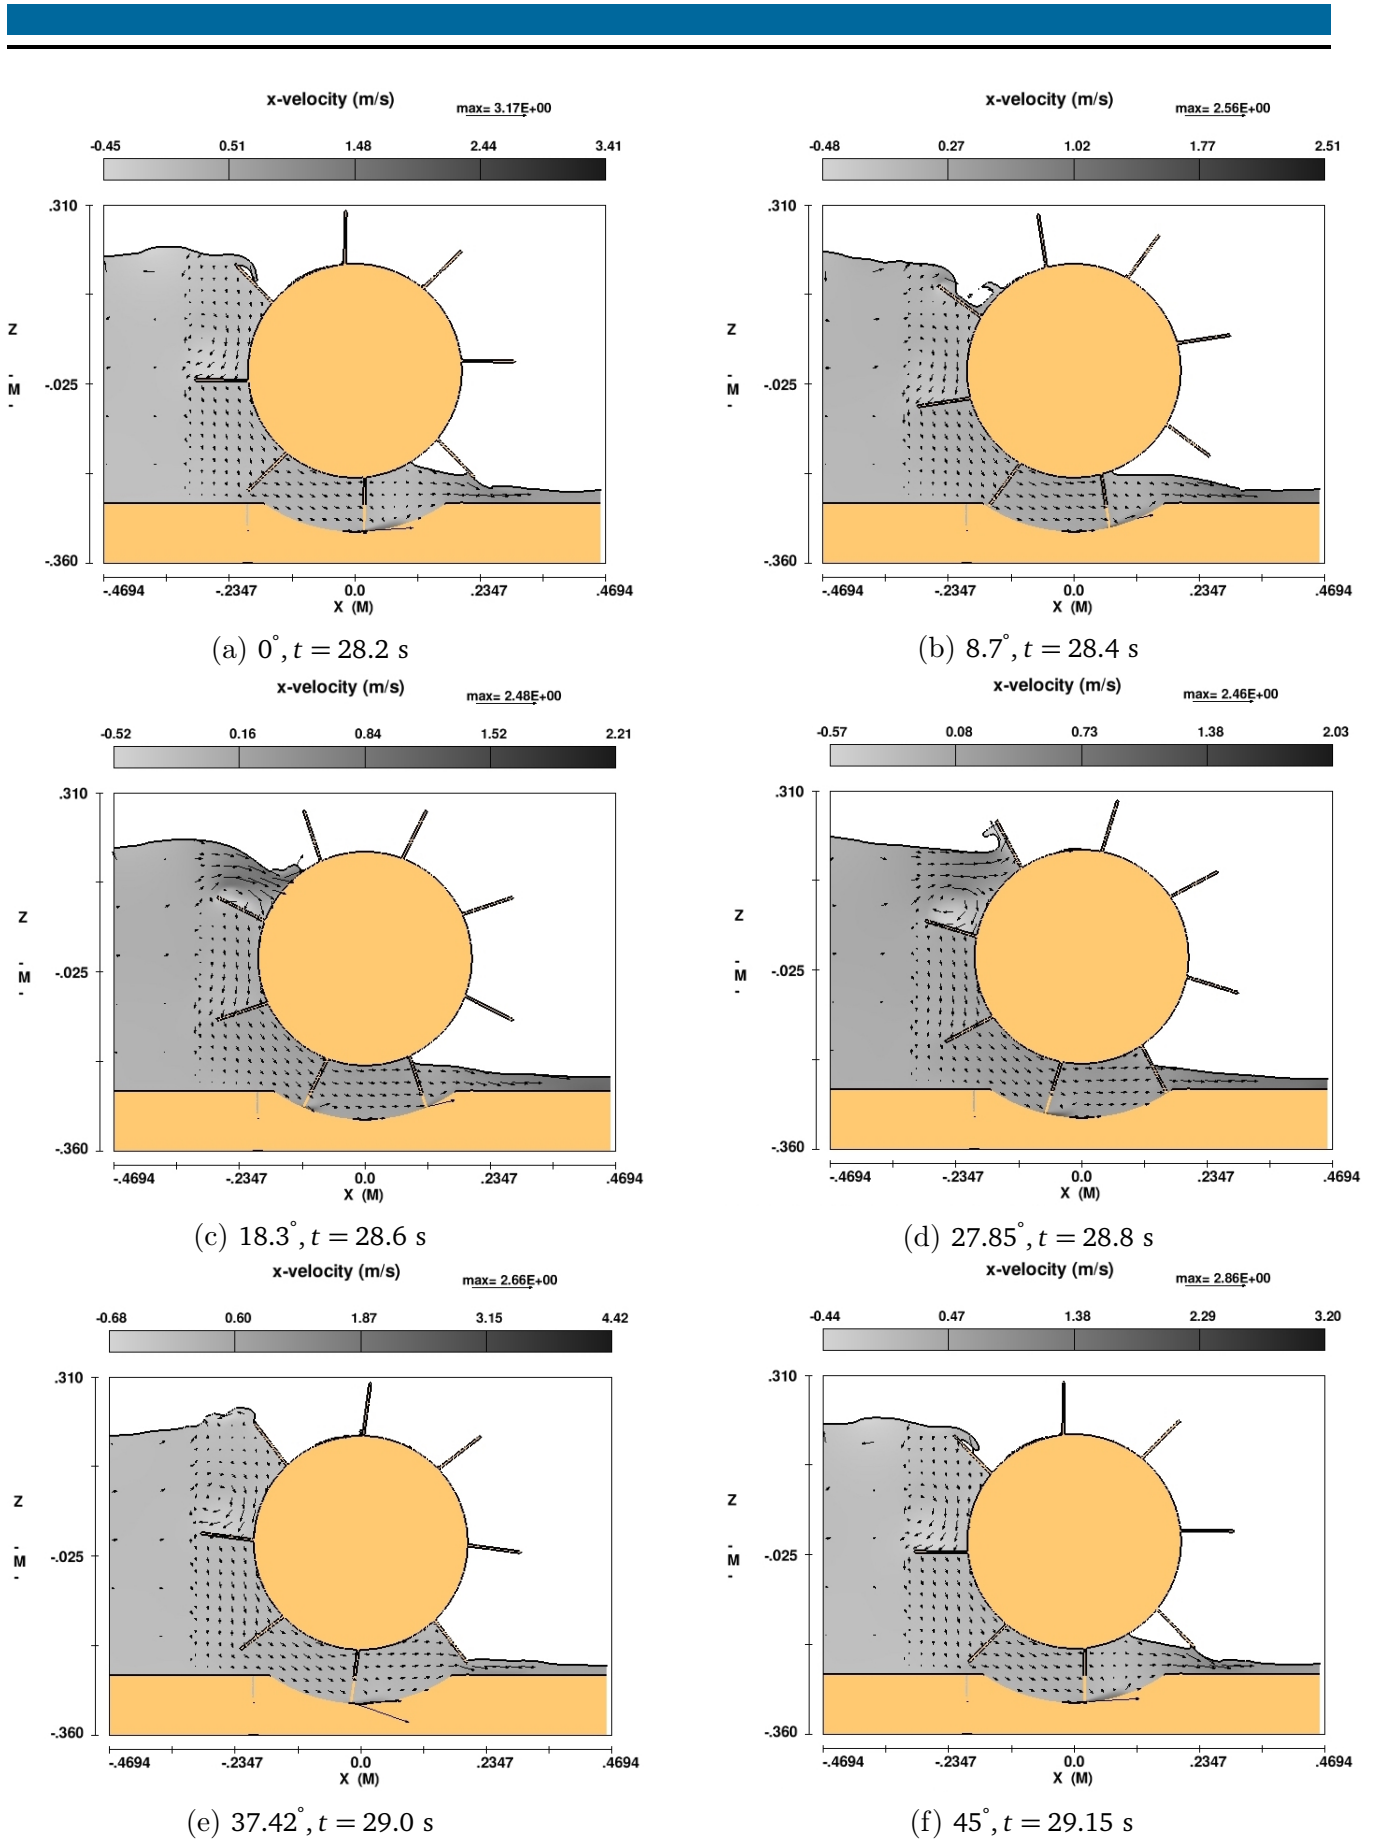 x-velocity (m/s)
max= 3.17E+00
-0.45 0.51 1.48 2.44 3.41
.310
Z
-.025
-
M
-
-.360
-.4694 -.2347 0.0 .2347 .4694
X (M)
(a) 0°, t = 28.2 s
x-velocity (m/s)
max= 2.56E+00
-0.48 0.27 1.02 1.77 2.51
.310
Z
-.025
-
M
-
-.360
-.4694 -.2347 0.0 .2347 .4694
X (M)
(b) 8.7°, t = 28.4 s
x-velocity (m/s)
max= 2.48E+00
-0.52 0.16 0.84 1.52 2.21
.310
Z
-.025
-
M
-
-.360
-.4694 -.2347 0.0 .2347 .4694
X (M)
(c) 18.3°, t = 28.6 s
x-velocity (m/s)
max= 2.46E+00
-0.57 0.08 0.73 1.38 2.03
.310
Z
-.025
-
M
-
-.360
-.4694 -.2347 0.0 .2347 .4694
X (M)
(d) 27.85°, t = 28.8 s
x-velocity (m/s)
max= 2.66E+00
-0.68 0.60 1.87 3.15 4.42
.310
Z
-.025
-
M
-
-.360
-.4694 -.2347 0.0 .2347 .4694
X (M)
(e) 37.42°, t = 29.0 s
x-velocity (m/s)
max= 2.86E+00
-0.44 0.47 1.38 2.29 3.20
.310
Z
-.025
-
M
-
-.360
-.4694 -.2347 0.0 .2347 .4694
X (M)
(f) 45°, t = 29.15 s